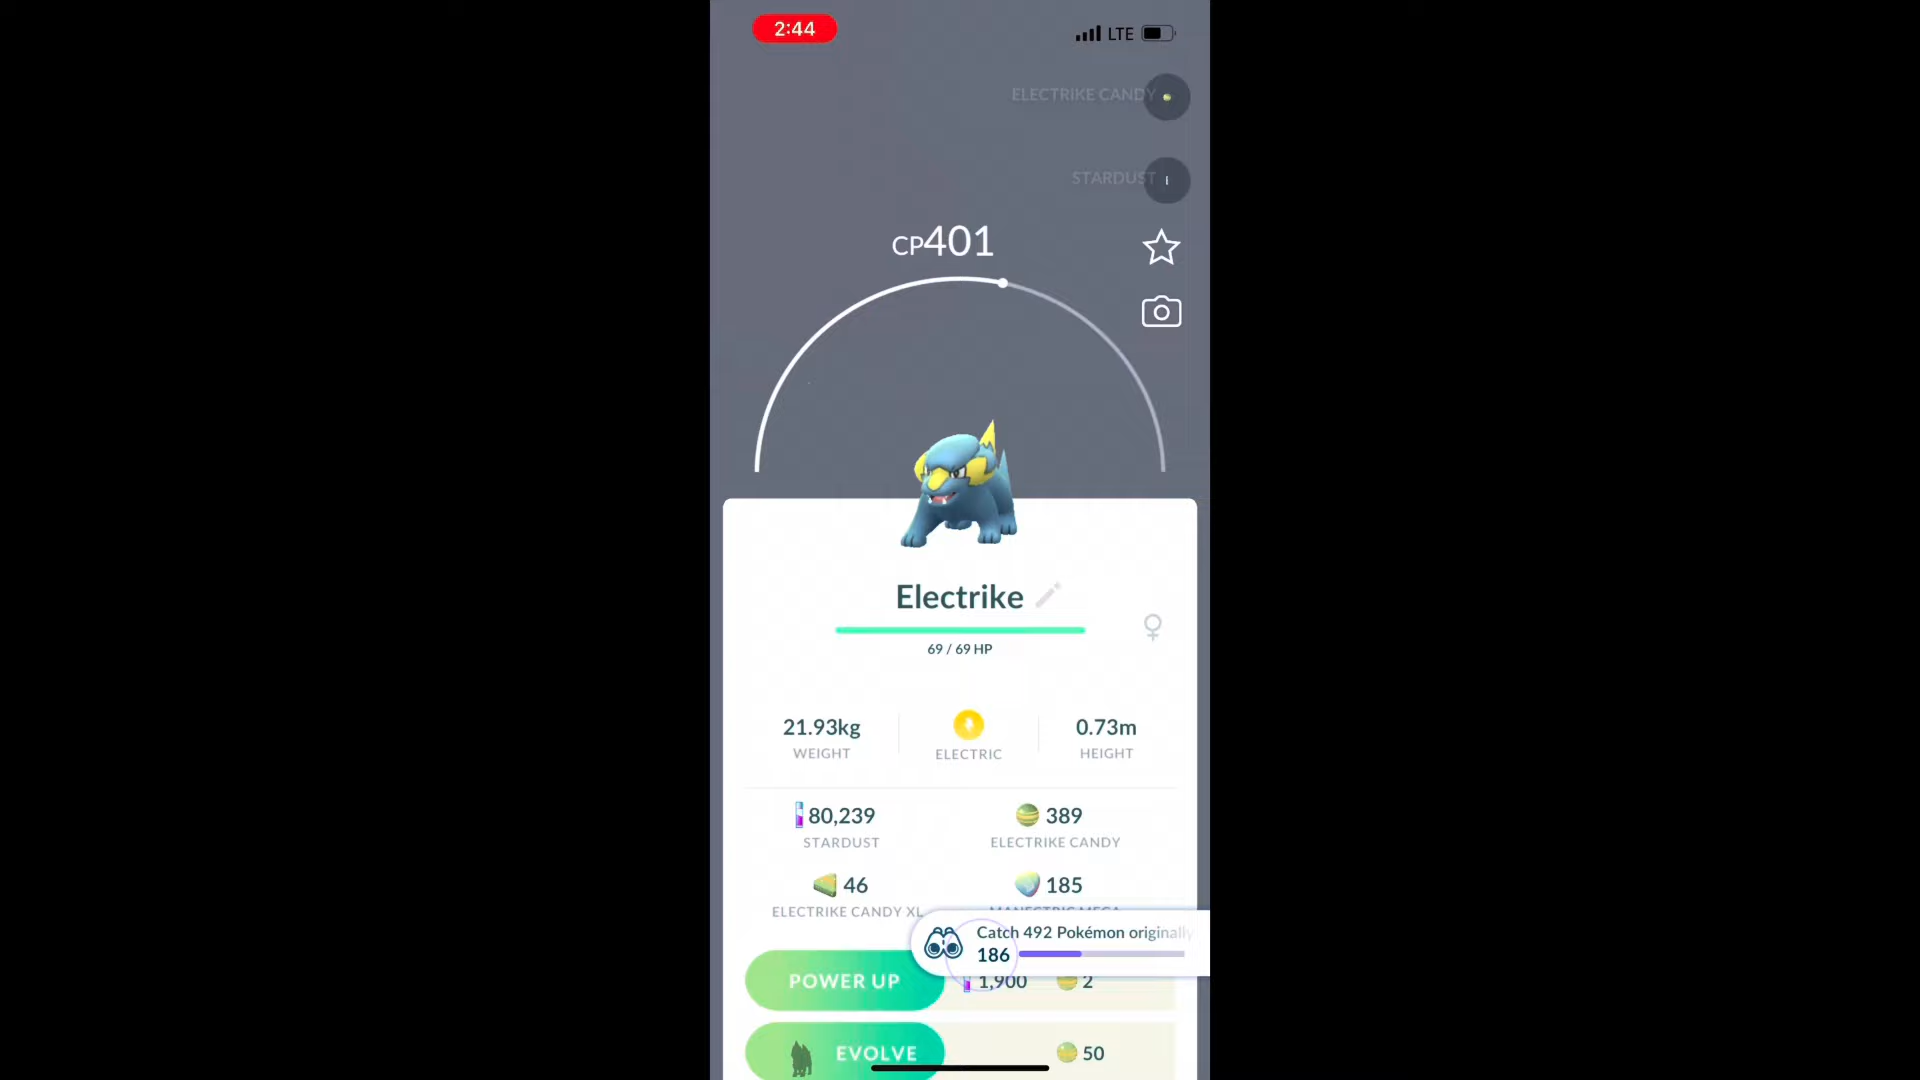 2:44
LTE
ELECTRIKE CANDY
STARDUST
CP401
Electrike
69 / 69 HP
21.93kg
WEIGHT
ELECTRIC
0.73m
HEIGHT
80,239
STARDUST
389
ELECTRIKE CANDY
46
ELECTRIKE CANDY XL
185
MANECTRIC MEGA
Catch 492 Pokémon originally
186
POWER UP
1,900
2
EVOLVE
50